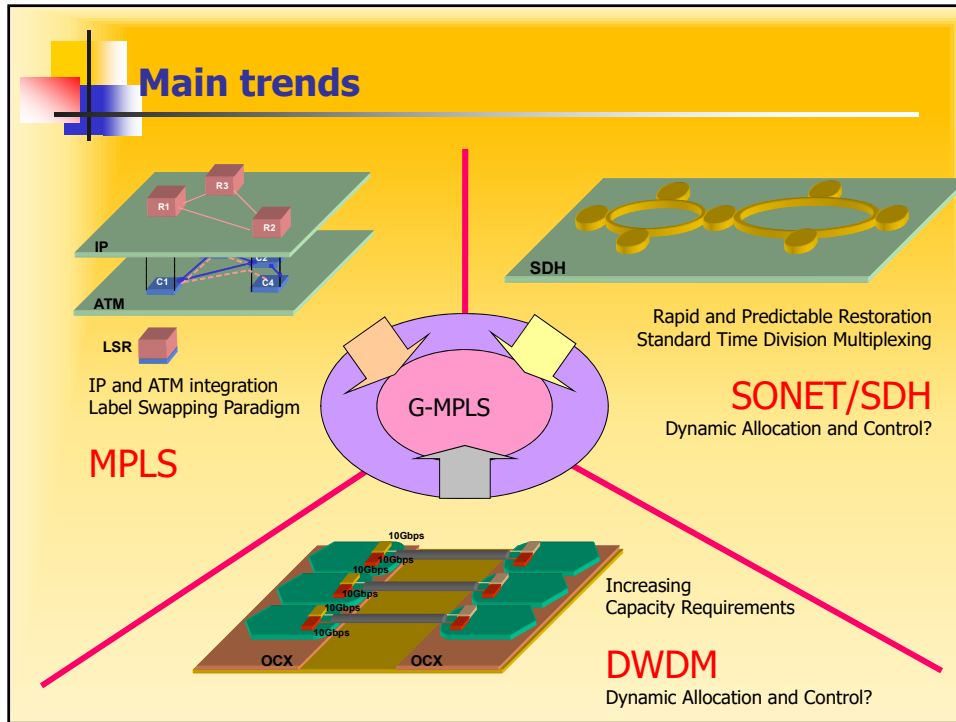 Main trends
R3
R1
R2
IP
C2
C1
C4
ATM
LSR
IP and ATM integration
Label Swapping Paradigm
MPLS
SDH
Rapid and Predictable Restoration
Standard Time Division Multiplexing
SONET/SDH
Dynamic Allocation and Control?
G-MPLS
10Gbps
10Gbps
10Gbps
10Gbps
10Gbps
10Gbps
OCX
OCX
Increasing
Capacity Requirements
DWDM
Dynamic Allocation and Control?